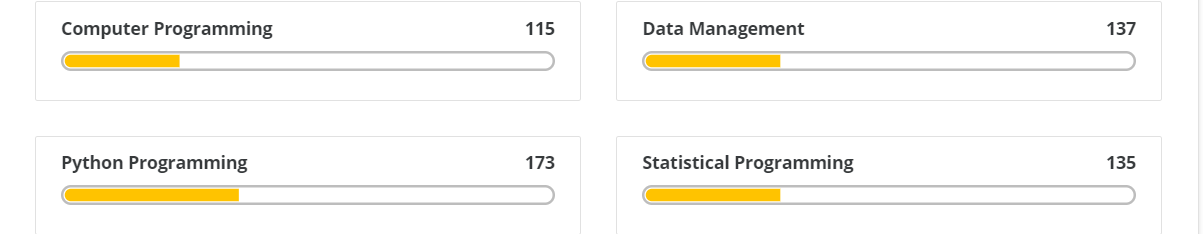 Computer Programming 115
Data Management 137
Python Programming 173
Statistical Programming 135